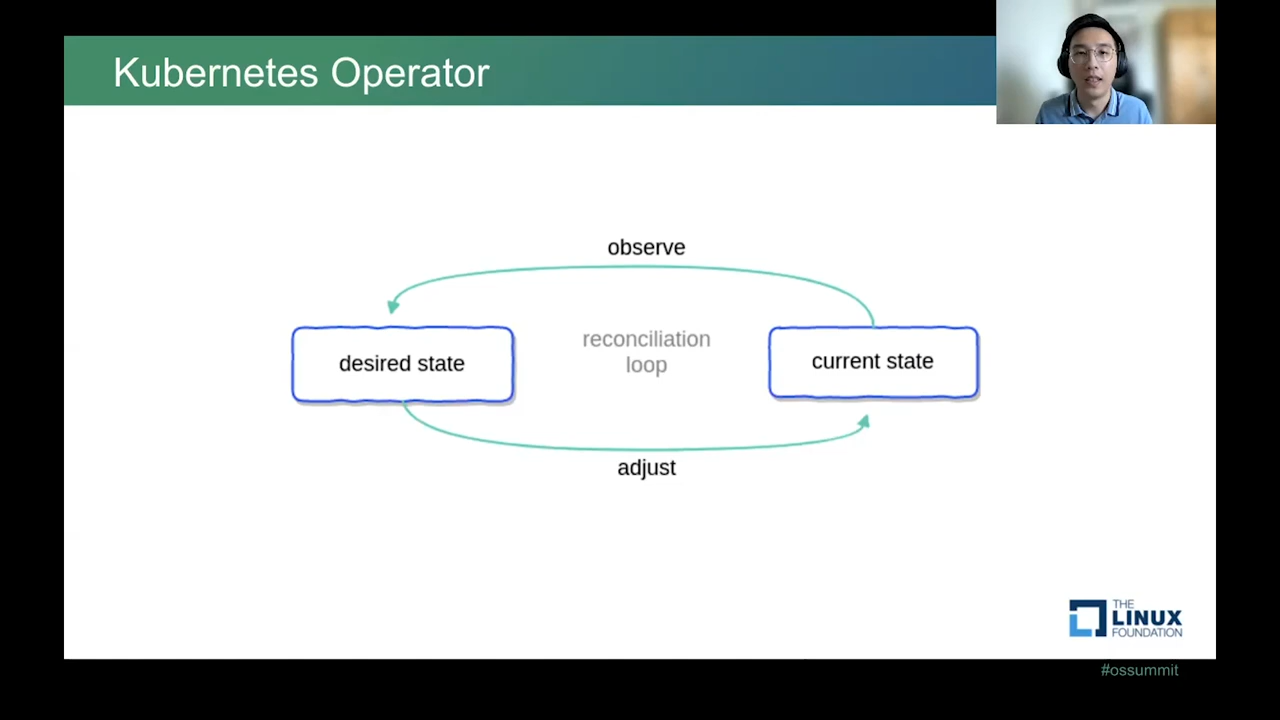 Kubernetes Operator
observe
desired state
reconciliation
loop
current state
adjust
THE
LINUX
FOUNDATION
#ossummit